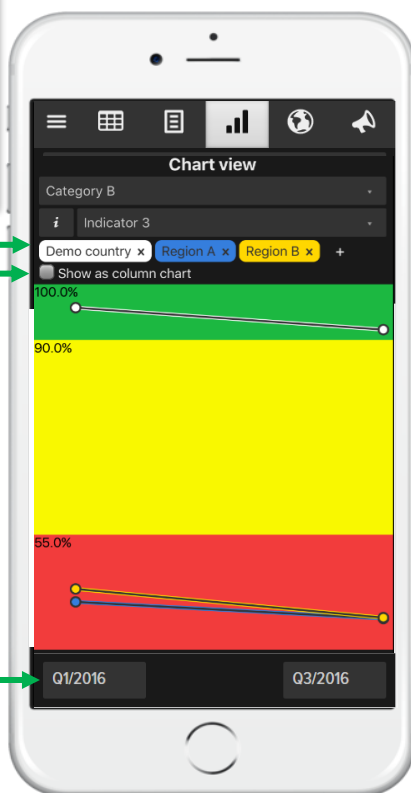 Chart view
Category B
i Indicator 3
Demo country × Region A × Region B × +
Show as column chart
100.0%
90.0%
55.0%
Q1/2016 Q3/2016